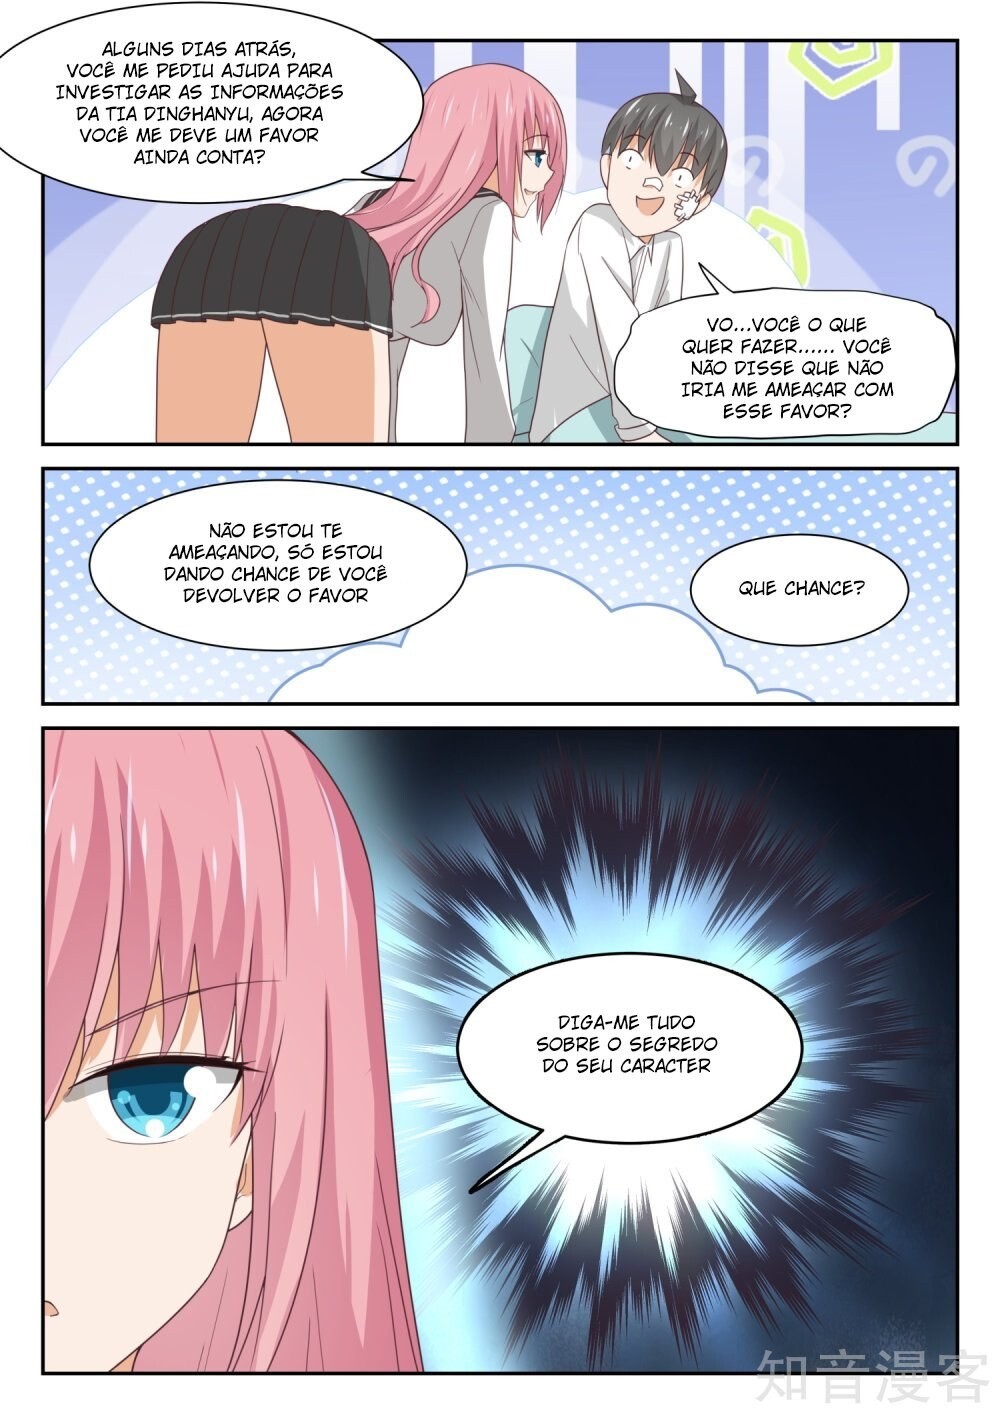 ALGUNS DIAS ATRÁS,
VOCÊ ME PEDIU AJUDA PARA
INVESTIGAR AS INFORMAÇÕES
DA TIA DINGHANYU, AGORA
VOCÊ ME DEVE UM FAVOR
AINDA CONTA?
VO...VOCÊ O QUE
QUER FAZER...... VOCÊ
NÃO DISSE QUE NÃO
IRIA ME AMEAÇAR COM
ESSE FAVOR?
NÃO ESTOU TE
AMEAÇANDO, SÓ ESTOU
DANDO CHANCE DE VOCÊ
DEVOLVER O FAVOR
QUE CHANCE?
DIGA-ME TUDO
SOBRE O SEGREDO
DO SEU CARACTER
知音漫客